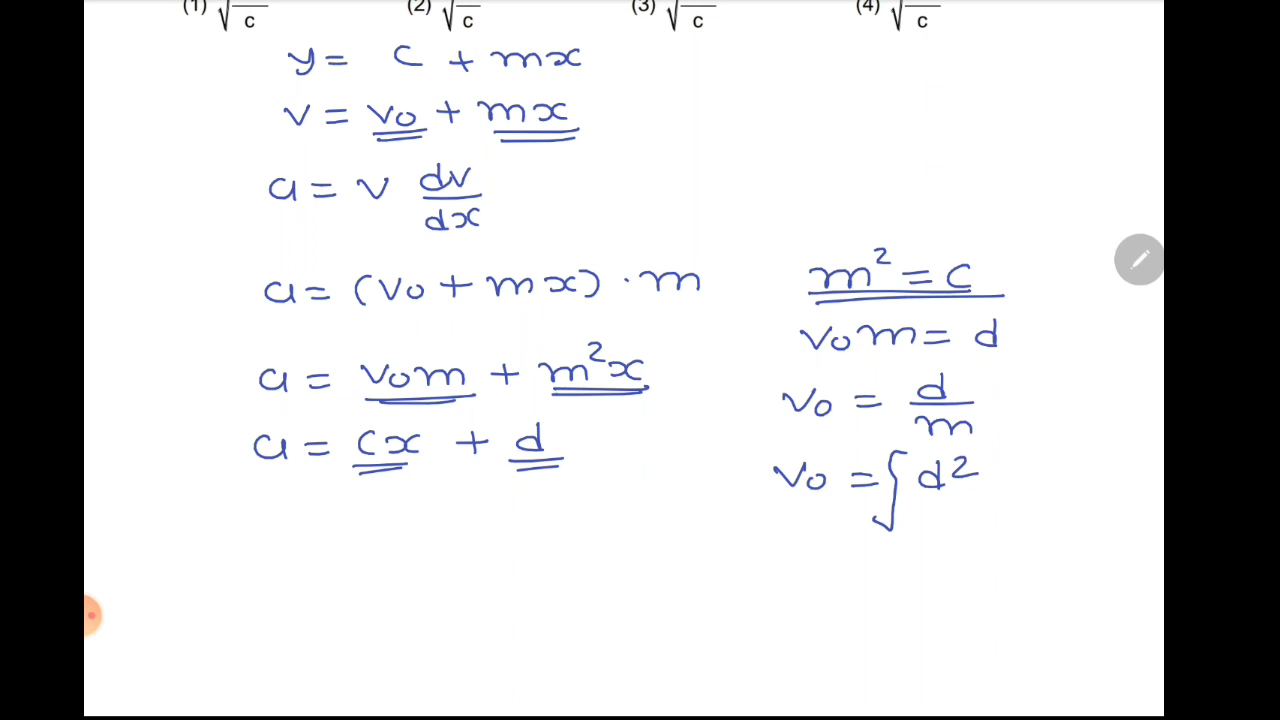 (1) √ c (2) √ c (3) √ c (4) √ c
y = c + mx
v = v0 + mx
a = v dv/dx
a = (v0 + mx) · m
m² = c
v0m = d
a = v0m + m²x
v0 = d/m
a = cx + d
v0 = ∫ d2